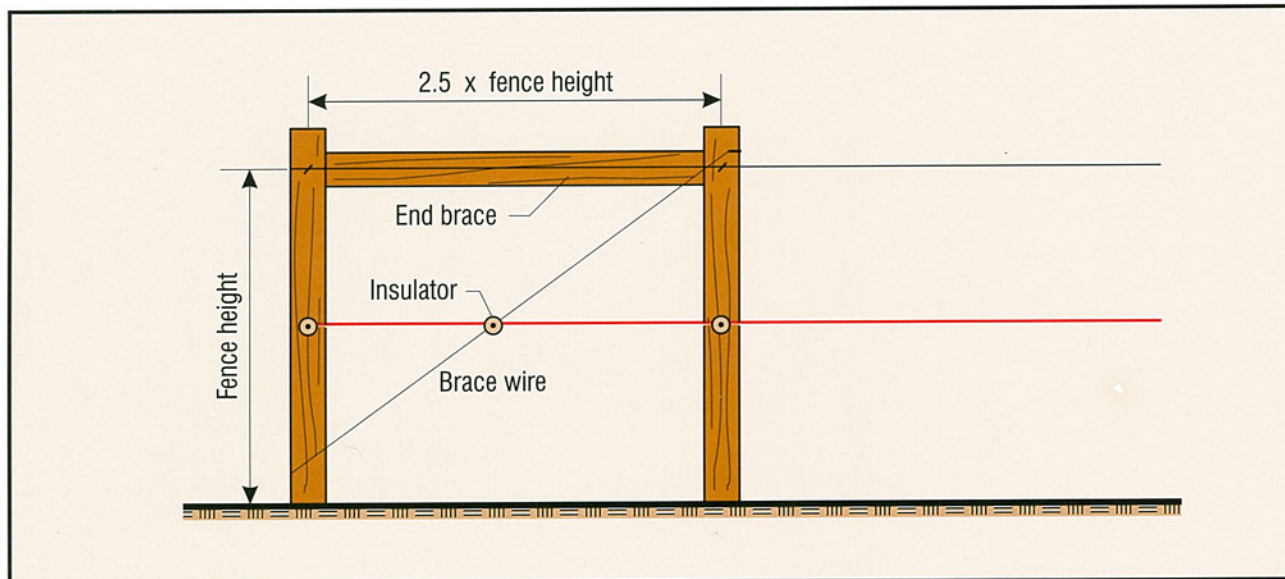 2.5 x fence height
End brace
Insulator
Fence height
Brace wire